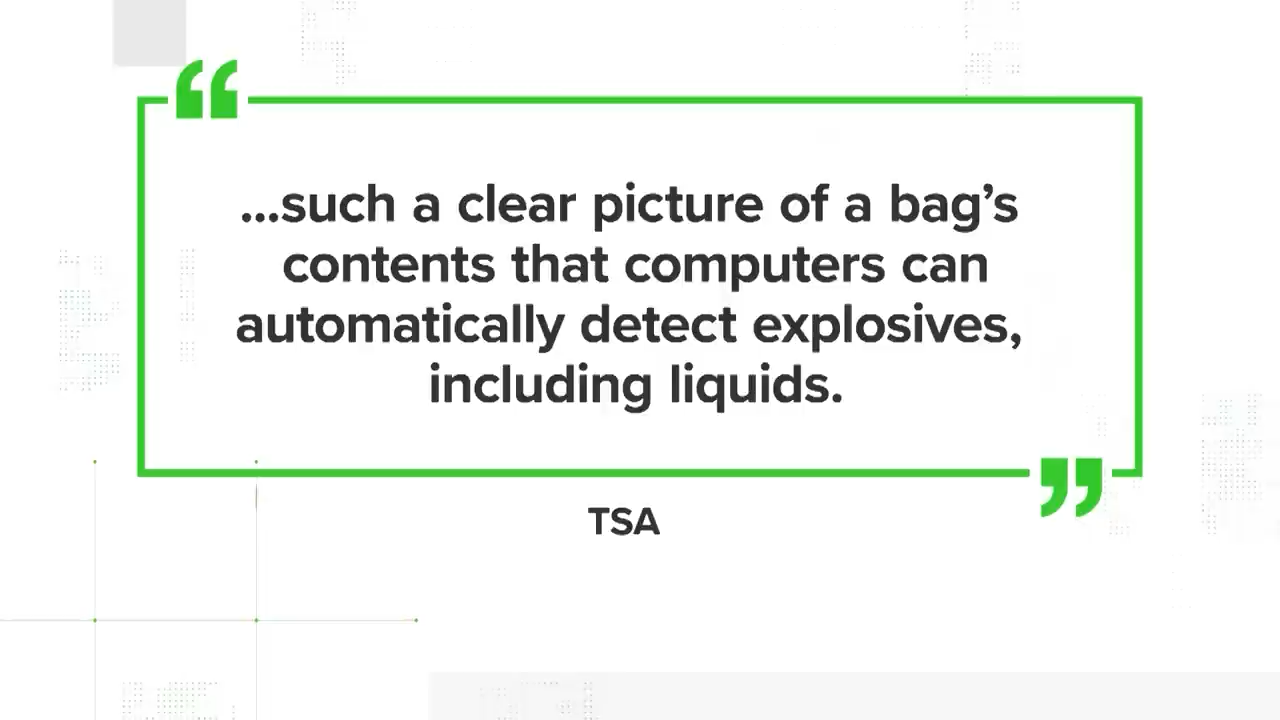 “
...such a clear picture of a bag’s
contents that computers can
automatically detect explosives,
including liquids.
”
TSA